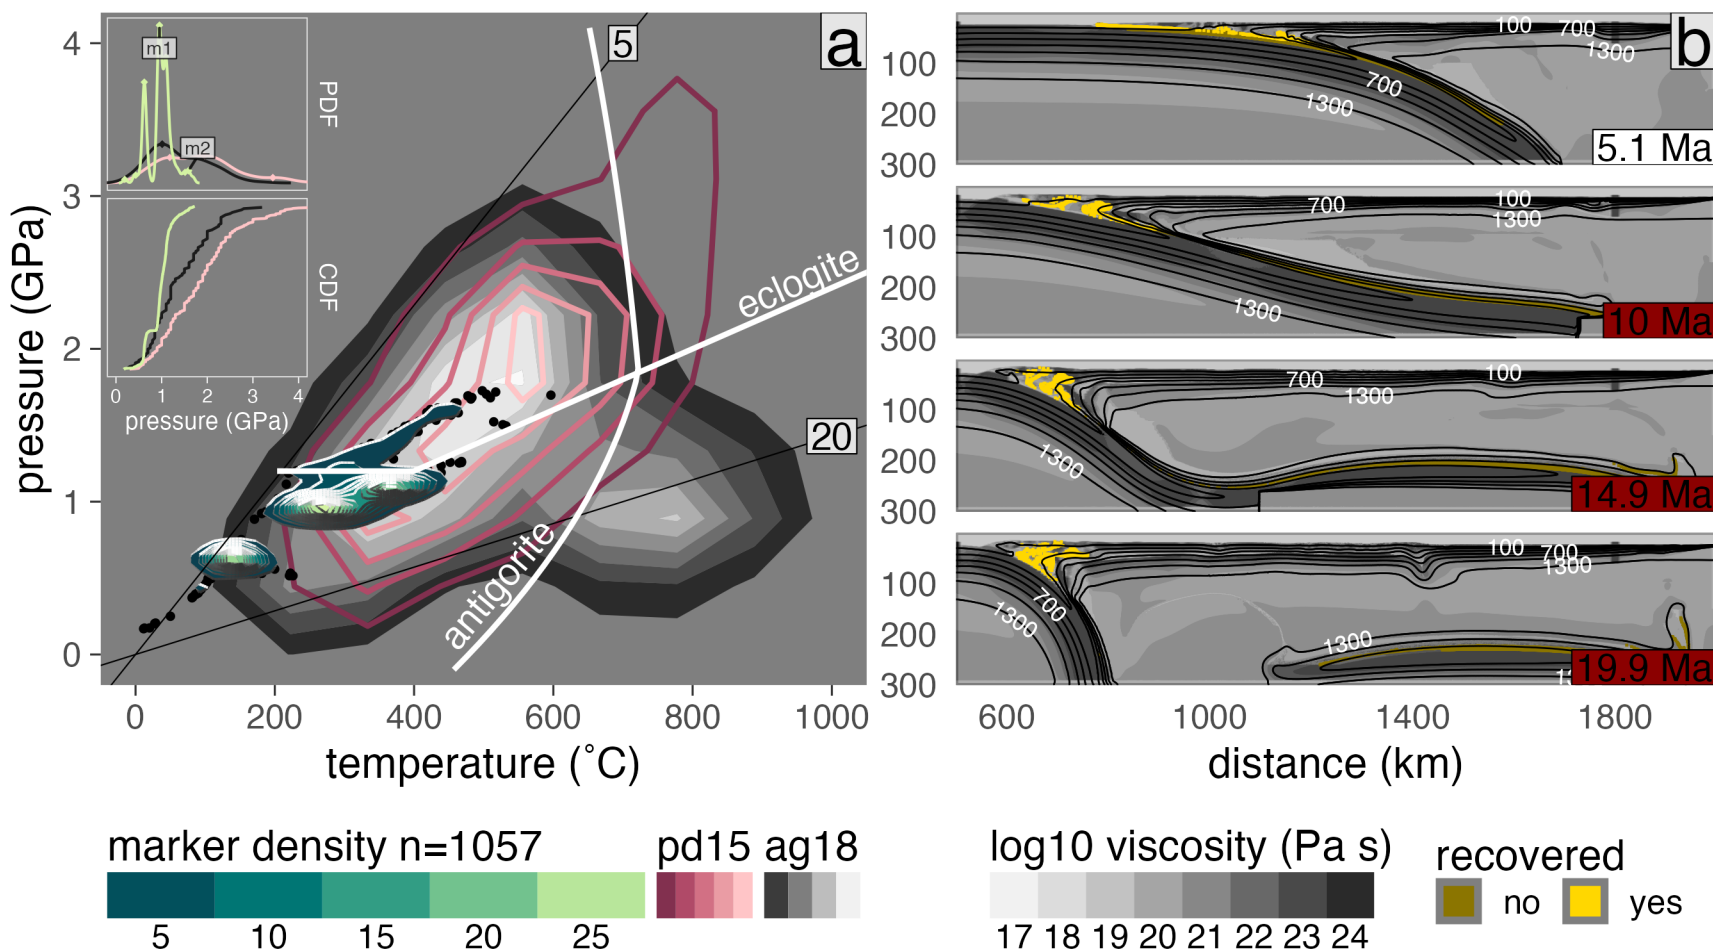 a
5
20
eclogite
antigorite
m1
m2
PDF
CDF
0 1 2 3 4
pressure (GPa)
4
3
2
1
0
pressure (GPa)
0 200 400 600 800 1000
temperature (˚C)
b
100
700
1300
700
1300
5.1 Ma
100
200
300
100
700
1300
1300
10 Ma
100
200
300
100
700
1300
1300
14.9 Ma
100
200
300
100
700
1300
700
1300
1300
19.9 Ma
100
200
300
600 1000 1400 1800
distance (km)
marker density n=1057
5 10 15 20 25
pd15 ag18
log10 viscosity (Pa s)
17 18 19 20 21 22 23 24
recovered
no yes